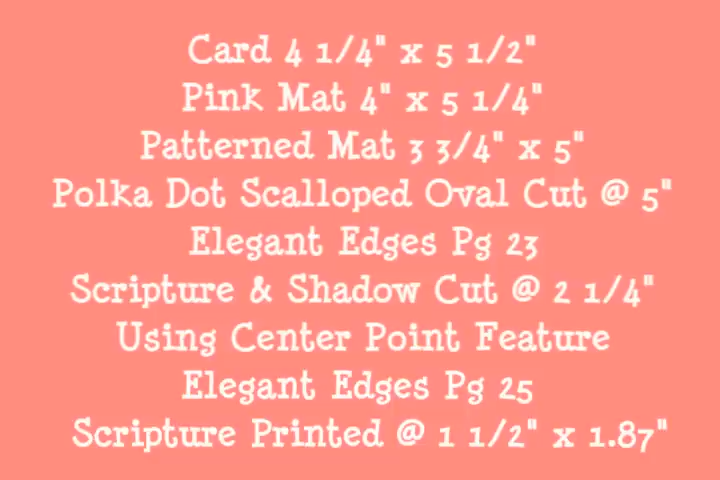 Card 4 1/4" x 5 1/2"
Pink Mat 4" x 5 1/4"
Patterned Mat 3 3/4" x 5"
Polka Dot Scalloped Oval Cut @ 5"
Elegant Edges Pg 23
Scripture & Shadow Cut @ 2 1/4"
Using Center Point Feature
Elegant Edges Pg 25
Scripture Printed @ 1 1/2" x 1.87"